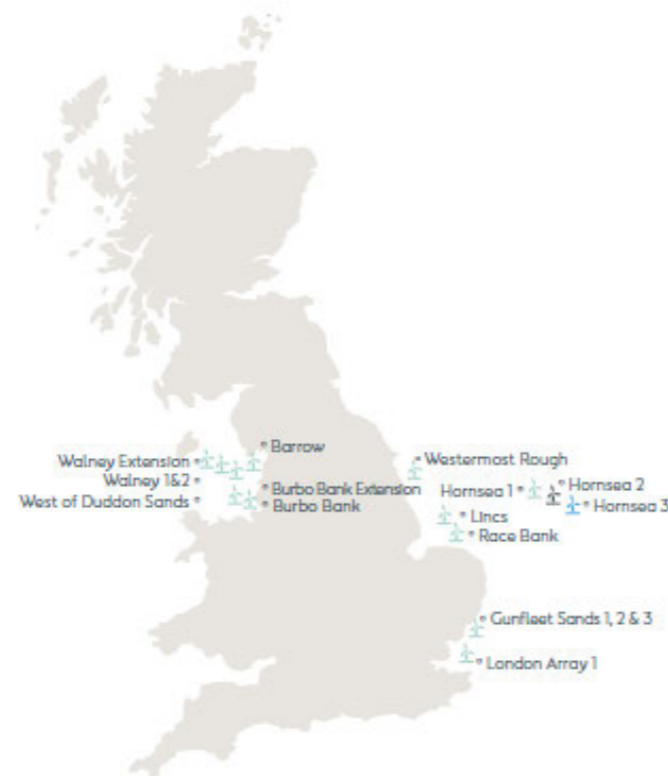 Barrow
Walney Extension
Walney 1&2
West of Duddon Sands
Burbo Bank Extension
Burbo Bank
Westermost Rough
Hornsea 1
Hornsea 2
Hornsea 3
Lincs
Race Bank
Gunfleet Sands 1, 2 & 3
London Array 1